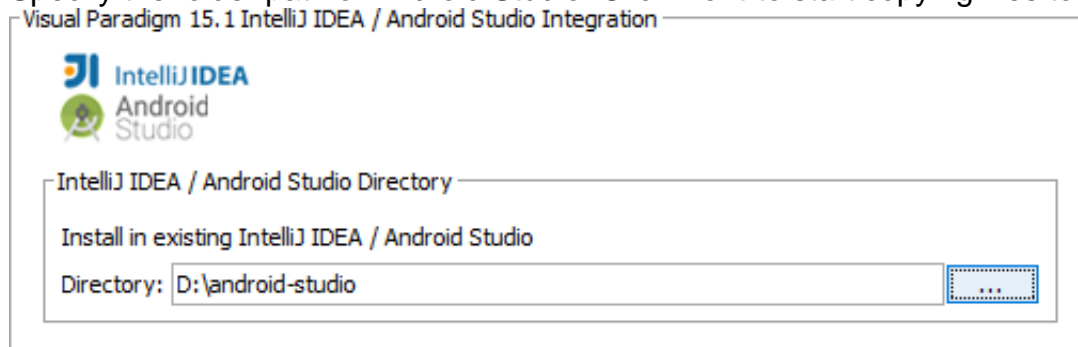 Visual Paradigm 15.1 IntelliJ IDEA / Android Studio Integration
IntelliJ IDEA
Android
Studio
IntelliJ IDEA / Android Studio Directory
Install in existing IntelliJ IDEA / Android Studio
Directory: D:\android-studio ...